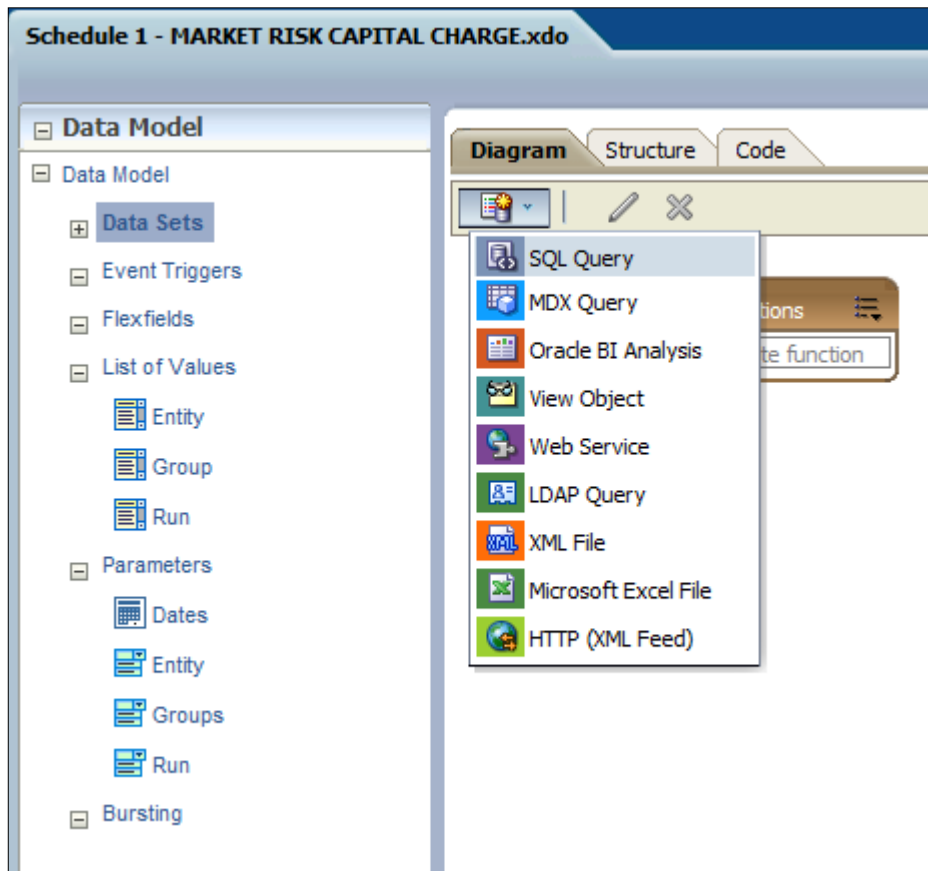 Schedule 1 - MARKET RISK CAPITAL CHARGE.xdo
Data Model
Data Model
Data Sets
Event Triggers
Flexfields
List of Values
Entity
Group
Run
Parameters
Dates
Entity
Groups
Run
Bursting
Diagram Structure Code
SQL Query
MDX Query
Oracle BI Analysis
View Object
Web Service
LDAP Query
XML File
Microsoft Excel File
HTTP (XML Feed)
function